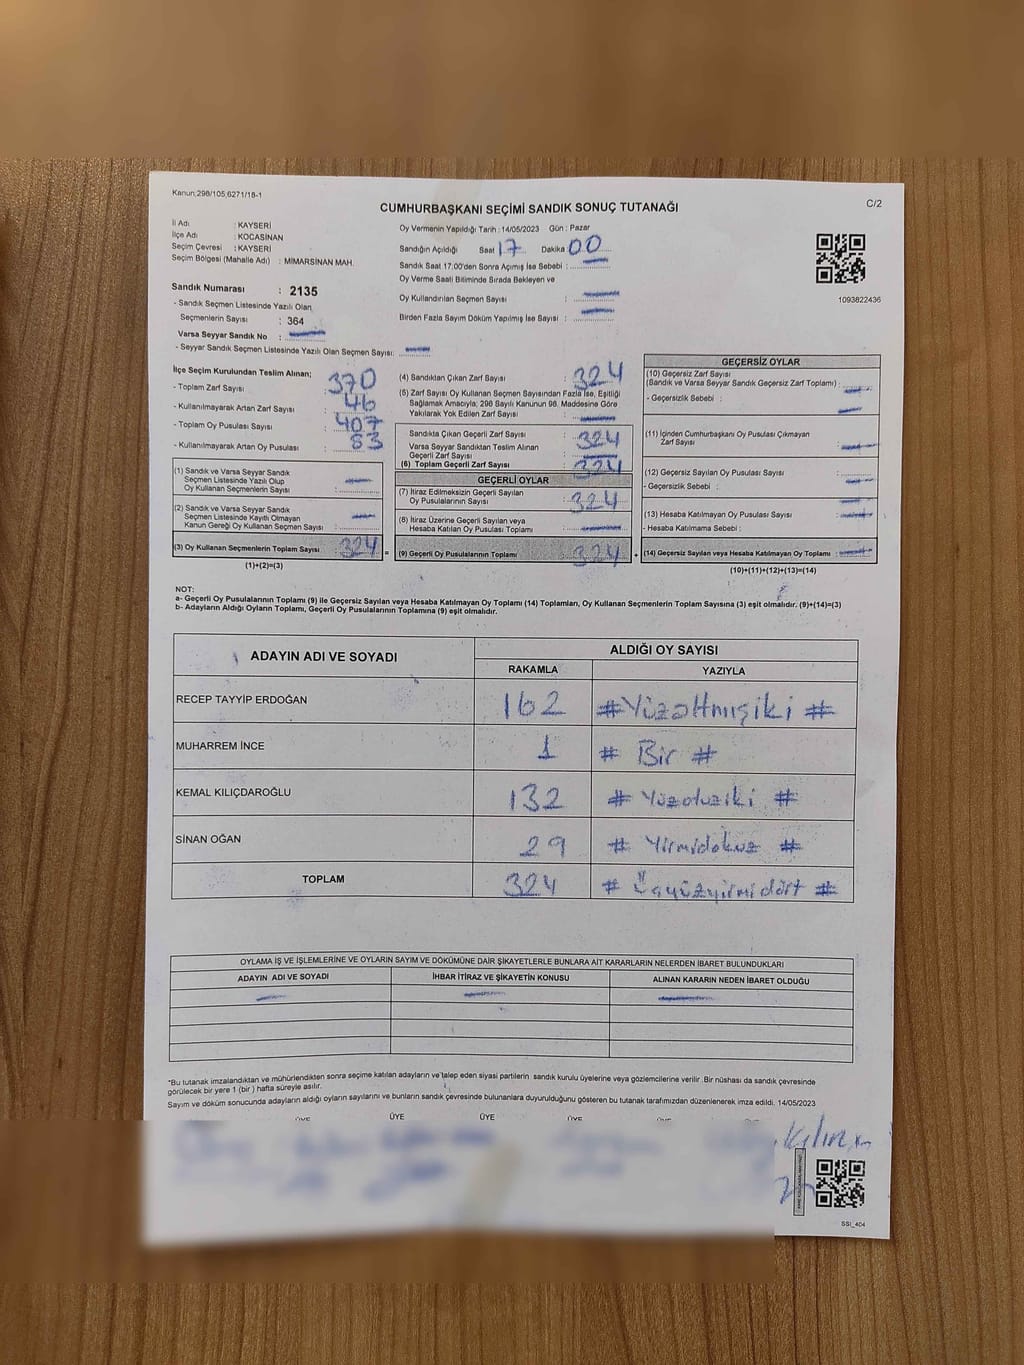 Kanun;298/105,6271/18-1
C/2
CUMHURBAŞKANI SEÇİMİ SANDIK SONUÇ TUTANAĞI
İl Adı : KAYSERİ
İlçe Adı : KOCASİNAN
Seçim Çevresi : KAYSERİ
Seçim Bölgesi (Mahalle Adı) : MİMARSİNAN MAH.
Sandık Numarası : 2135
- Sandık Seçmen Listesinde Yazılı Olan
Seçmenlerin Sayısı : 364
Varsa Seyyar Sandık No :
- Seyyar Sandık Seçmen Listesinde Yazılı Olan Seçmen Sayısı:
Oy Vermenin Yapıldığı Tarih : 14/05/2023 Gün : Pazar
Sandığın Açıldığı Saat 17 Dakika 00
Sandık Saat 17:00'den Sonra Açımış İse Sebebi :
Oy Verme Saati Bitiminde Sırada Bekleyen ve
Oy Kullandırılan Seçmen Sayısı :
Birden Fazla Sayım Döküm Yapılmış İse Sayısı :
1093822436
İlçe Seçim Kurulundan Teslim Alınan;
- Toplam Zarf Sayısı : 370
- Kullanılmayarak Artan Zarf Sayısı : 46
- Toplam Oy Pusulası Sayısı : 407
- Kullanılmayarak Artan Oy Pusulası : 83
(1) Sandık ve Varsa Seyyar Sandık
Seçmen Listesinde Yazılı Olup
Oy Kullanan Seçmenlerin Sayısı :
(2) Sandık ve Varsa Seyyar Sandık
Seçmen Listesinde Kayıtlı Olmayan
Kanun Gereği Oy Kullanan Seçmen Sayısı :
(3) Oy Kullanan Seçmenlerin Toplam Sayısı : 324 =
(1)+(2)=(3)
(4) Sandıktan Çıkan Zarf Sayısı : 324
(5) Zarf Sayısı Oy Kullanan Seçmen Sayısından Fazla İse, Eşitliği
Sağlamak Amacıyla; 298 Sayılı Kanunun 98. Maddesine Göre
Yakılarak Yok Edilen Zarf Sayısı :
Sandıkta Çıkan Geçerli Zarf Sayısı : 324
Varsa Seyyar Sandıktan Teslim Alınan
Geçerli Zarf Sayısı :
(6) Toplam Geçerli Zarf Sayısı : 324
GEÇERLİ OYLAR
(7) İtiraz Edilmeksizin Geçerli Sayılan
Oy Pusulalarının Sayısı : 324
(8) İtiraz Üzerine Geçerli Sayılan veya
Hesaba Katılan Oy Pusulası Toplamı :
(9) Geçerli Oy Pusulalarının Toplamı : 324 +
GEÇERSİZ OYLAR
(10) Geçersiz Zarf Sayısı
(Sandık ve Varsa Seyyar Sandık Geçersiz Zarf Toplamı) :
- Geçersizlik Sebebi :
(11) İçinden Cumhurbaşkanı Oy Pusulası Çıkmayan
Zarf Sayısı :
(12) Geçersiz Sayılan Oy Pusulası Sayısı :
- Geçersizlik Sebebi :
(13) Hesaba Katılmayan Oy Pusulası Sayısı :
- Hesaba Katılmama Sebebi :
(14) Geçersiz Sayılan veya Hesaba Katılmayan Oy Toplamı :
(10)+(11)+(12)+(13)=(14)
NOT:
a- Geçerli Oy Pusulalarının Toplamı (9) ile Geçersiz Sayılan veya Hesaba Katılmayan Oy Toplamı (14) Toplamları, Oy Kullanan Seçmenlerin Toplam Sayısına (3) eşit olmalıdır. (9)+(14)=(3)
b- Adayların Aldığı Oyların Toplamı, Geçerli Oy Pusulalarının Toplamına (9) eşit olmalıdır.
ADAYIN ADI VE SOYADI ALDIĞI OY SAYISI
RAKAMLA YAZIYLA
RECEP TAYYİP ERDOĞAN 162 # Yüzaltmışiki #
MUHARREM İNCE 1 # Bir #
KEMAL KILIÇDAROĞLU 132 # Yüzotuziki #
SİNAN OĞAN 29 # Yirmidokuz #
TOPLAM 324 # Üçyüzyirmidört #
OYLAMA İŞ VE İŞLEMLERİNE VE OYLARIN SAYIM VE DÖKÜMÜNE DAİR ŞİKAYETLERLE BUNLARA AİT KARARLARIN NELERDEN İBARET BULUNDUKLARI
ADAYIN ADI VE SOYADI İHBAR İTİRAZ VE ŞİKAYETİN KONUSU ALINAN KARARIN NEDEN İBARET OLDUĞU
*Bu tutanak imzalandıktan ve mühürlendikten sonra seçime katılan adayların ve talep eden siyasi partilerin sandık kurulu üyelerine veya gözlemcilerine verilir. Bir nüshası da sandık çevresinde
görülecek bir yere 1 (bir ) hafta süreyle asılır.
Sayım ve döküm sonucunda adayların aldığı oyların sayılarını ve bunların sandık çevresinde bulunanlara duyurulduğunu gösteren bu tutanak tarafımızdan düzenlenerek imza edildi. 14/05/2023
ÜYE ÜYE ÜYE ÜYE ÜYE
SSI_404